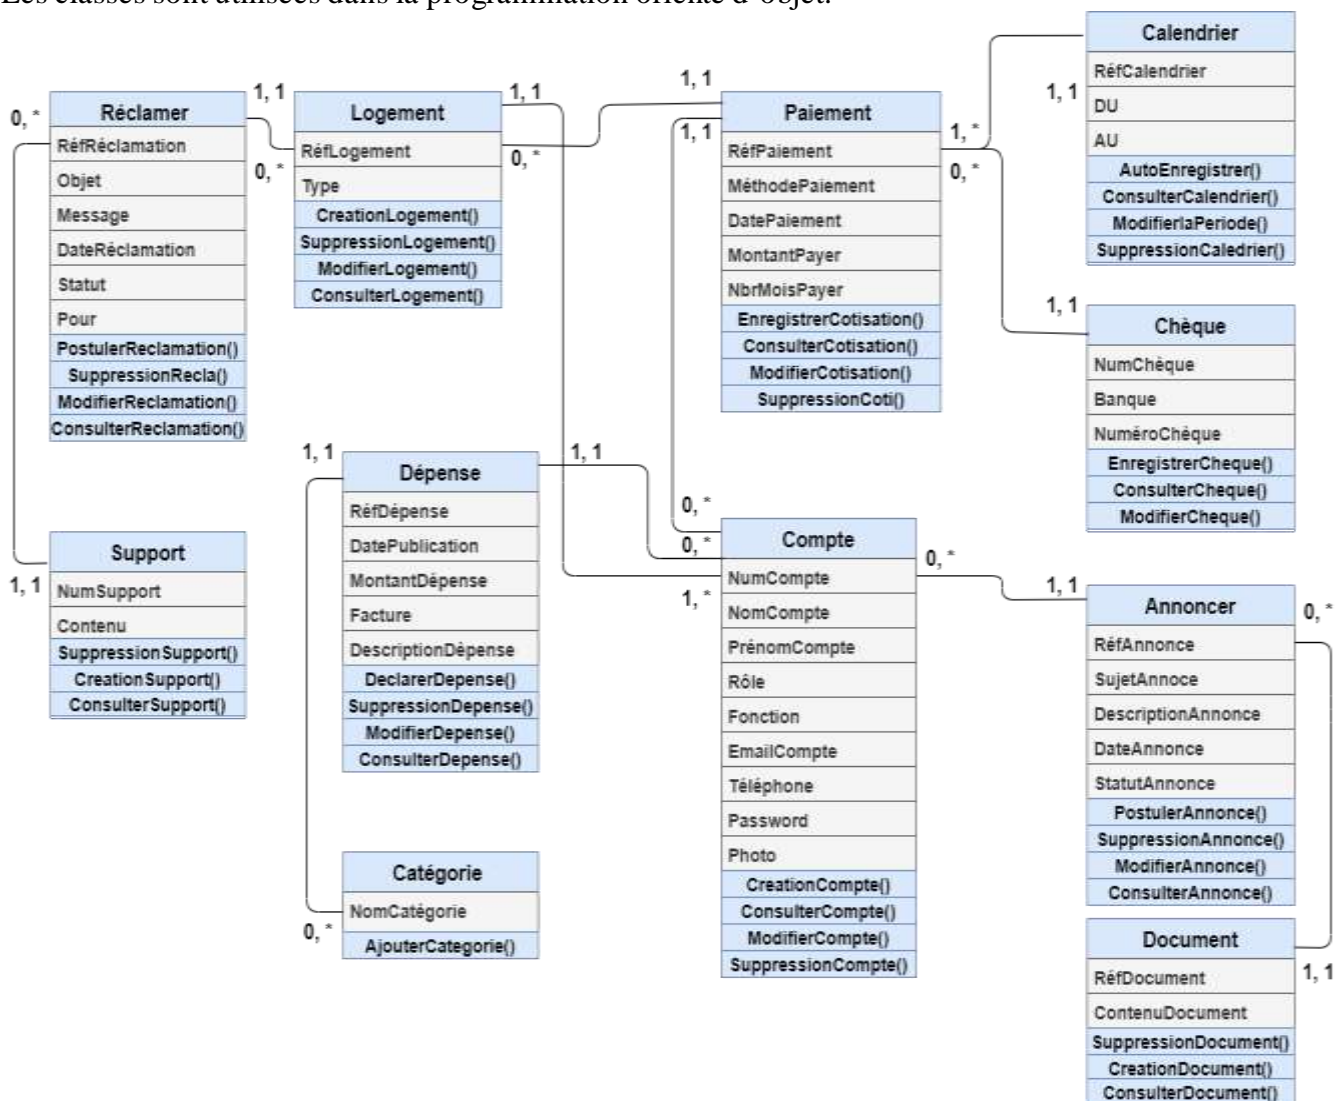 Les classes sont utilisées dans la programmation orienté d'objet.
Calendrier
RéfCalendrier
DU
AU
AutoEnregistrer()
ConsulterCalendrier()
ModifierlaPeriode()
SuppressionCaledrier()
1, 1
0, *
Réclamer
RéfRéclamation
Objet
Message
DateRéclamation
Statut
Pour
PostulerReclamation()
SuppressionRecla()
ModifierReclamation()
ConsulterReclamation()
1, 1
0, *
Logement
RéfLogement
Type
CreationLogement()
SuppressionLogement()
ModifierLogement()
ConsulterLogement()
1, 1
0, *
1, 1
1, 1
Paiement
RéfPaiement
MéthodePaiement
DatePaiement
MontantPayer
NbrMoisPayer
EnregistrerCotisation()
ConsulterCotisation()
ModifierCotisation()
SuppressionCoti()
1, *
0, *
1, 1
Chèque
NumChèque
Banque
NuméroChèque
EnregistrerCheque()
ConsulterCheque()
ModifierCheque()
1, 1
Dépense
RéfDépense
DatePublication
MontantDépense
Facture
DescriptionDépense
DeclarerDepense()
SuppressionDepense()
ModifierDepense()
ConsulterDepense()
1, 1
0, *
0, *
1, *
Compte
NumCompte
NomCompte
PrénomCompte
Rôle
Fonction
EmailCompte
Téléphone
Password
Photo
CreationCompte()
ConsulterCompte()
ModifierCompte()
SuppressionCompte()
0, *
Support
NumSupport
Contenu
SuppressionSupport()
CreationSupport()
ConsulterSupport()
1, 1
1, 1
Annoncer
RéfAnnonce
SujetAnnoce
DescriptionAnnonce
DateAnnonce
StatutAnnonce
PostulerAnnonce()
SuppressionAnnonce()
ModifierAnnonce()
ConsulterAnnonce()
0, *
Catégorie
NomCatégorie
AjouterCategorie()
0, *
Document
RéfDocument
ContenuDocument
SuppressionDocument()
CreationDocument()
ConsulterDocument()
1, 1